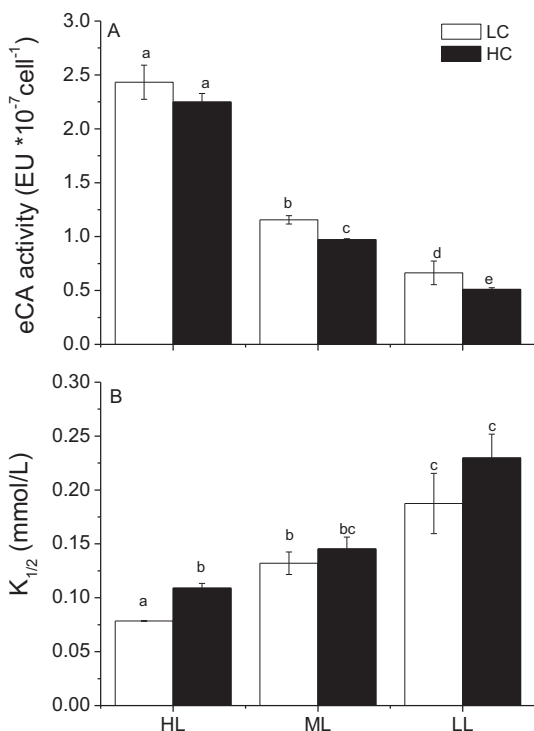 A
LC
HC
eCA activity (EU *10⁻⁷cell⁻¹)
3.0
2.5
2.0
1.5
1.0
0.5
0.0
a
a
b
c
d
e
B
K₁/₂ (mmol/L)
0.30
0.25
0.20
0.15
0.10
0.05
0.00
a
b
b
bc
c
c
HL
ML
LL